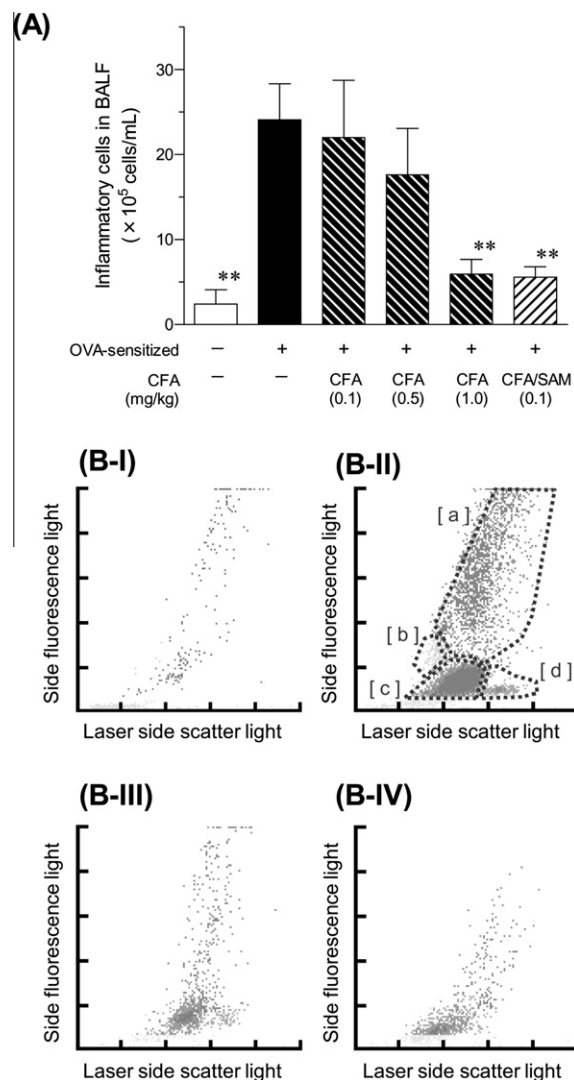 (A)
Inflammatory cells in BALF
(×10⁵ cells/mL)
30
20
10
0
**
**
**
OVA-sensitized − + + + + +
CFA − − CFA CFA CFA CFA/SAM
(mg/kg) (0.1) (0.5) (1.0) (0.1)
(B-I)
Side fluorescence light
Laser side scatter light
(B-II)
[a]
[b]
[c]
[d]
Side fluorescence light
Laser side scatter light
(B-III)
Side fluorescence light
Laser side scatter light
(B-IV)
Side fluorescence light
Laser side scatter light